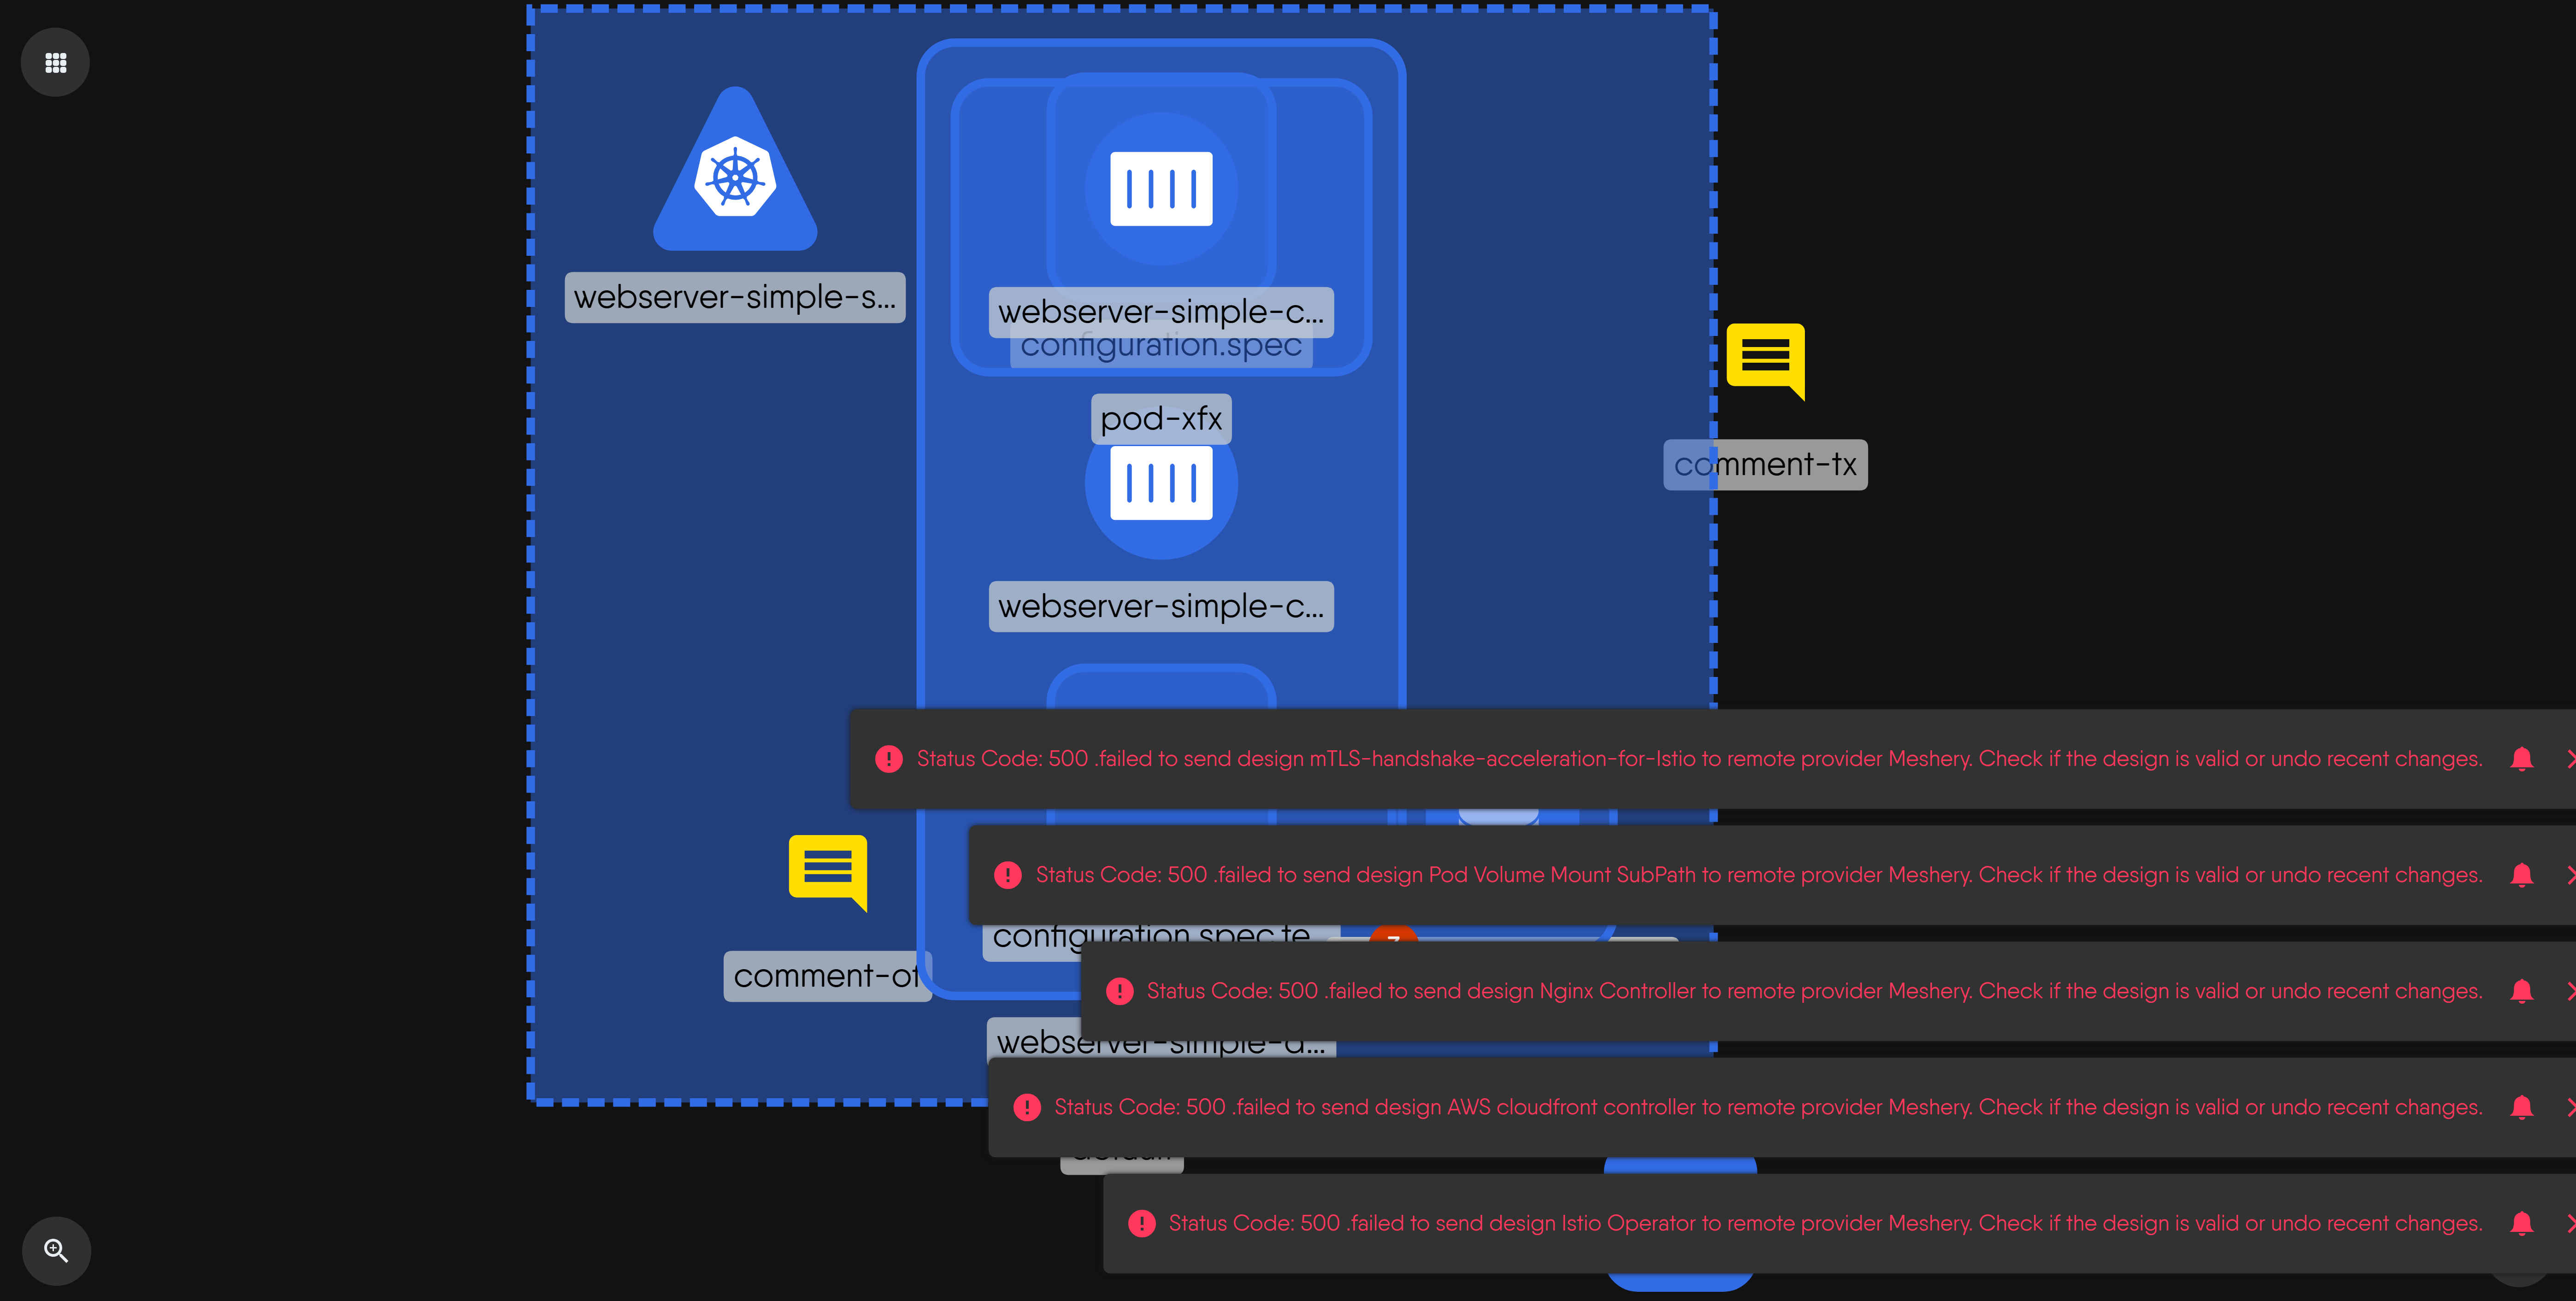 webserver-simple-s...
webserver-simple-c...
configuration.spec
pod-xfx
comment-tx
webserver-simple-c...
Status Code: 500 .failed to send design mTLS-handshake-acceleration-for-Istio to remote provider Meshery. Check if the design is valid or undo recent changes.
Status Code: 500 .failed to send design Pod Volume Mount SubPath to remote provider Meshery. Check if the design is valid or undo recent changes.
configuration.spec.te...
comment-of
Status Code: 500 .failed to send design Nginx Controller to remote provider Meshery. Check if the design is valid or undo recent changes.
webserver-simple-d...
Status Code: 500 .failed to send design AWS cloudfront controller to remote provider Meshery. Check if the design is valid or undo recent changes.
default
Status Code: 500 .failed to send design Istio Operator to remote provider Meshery. Check if the design is valid or undo recent changes.